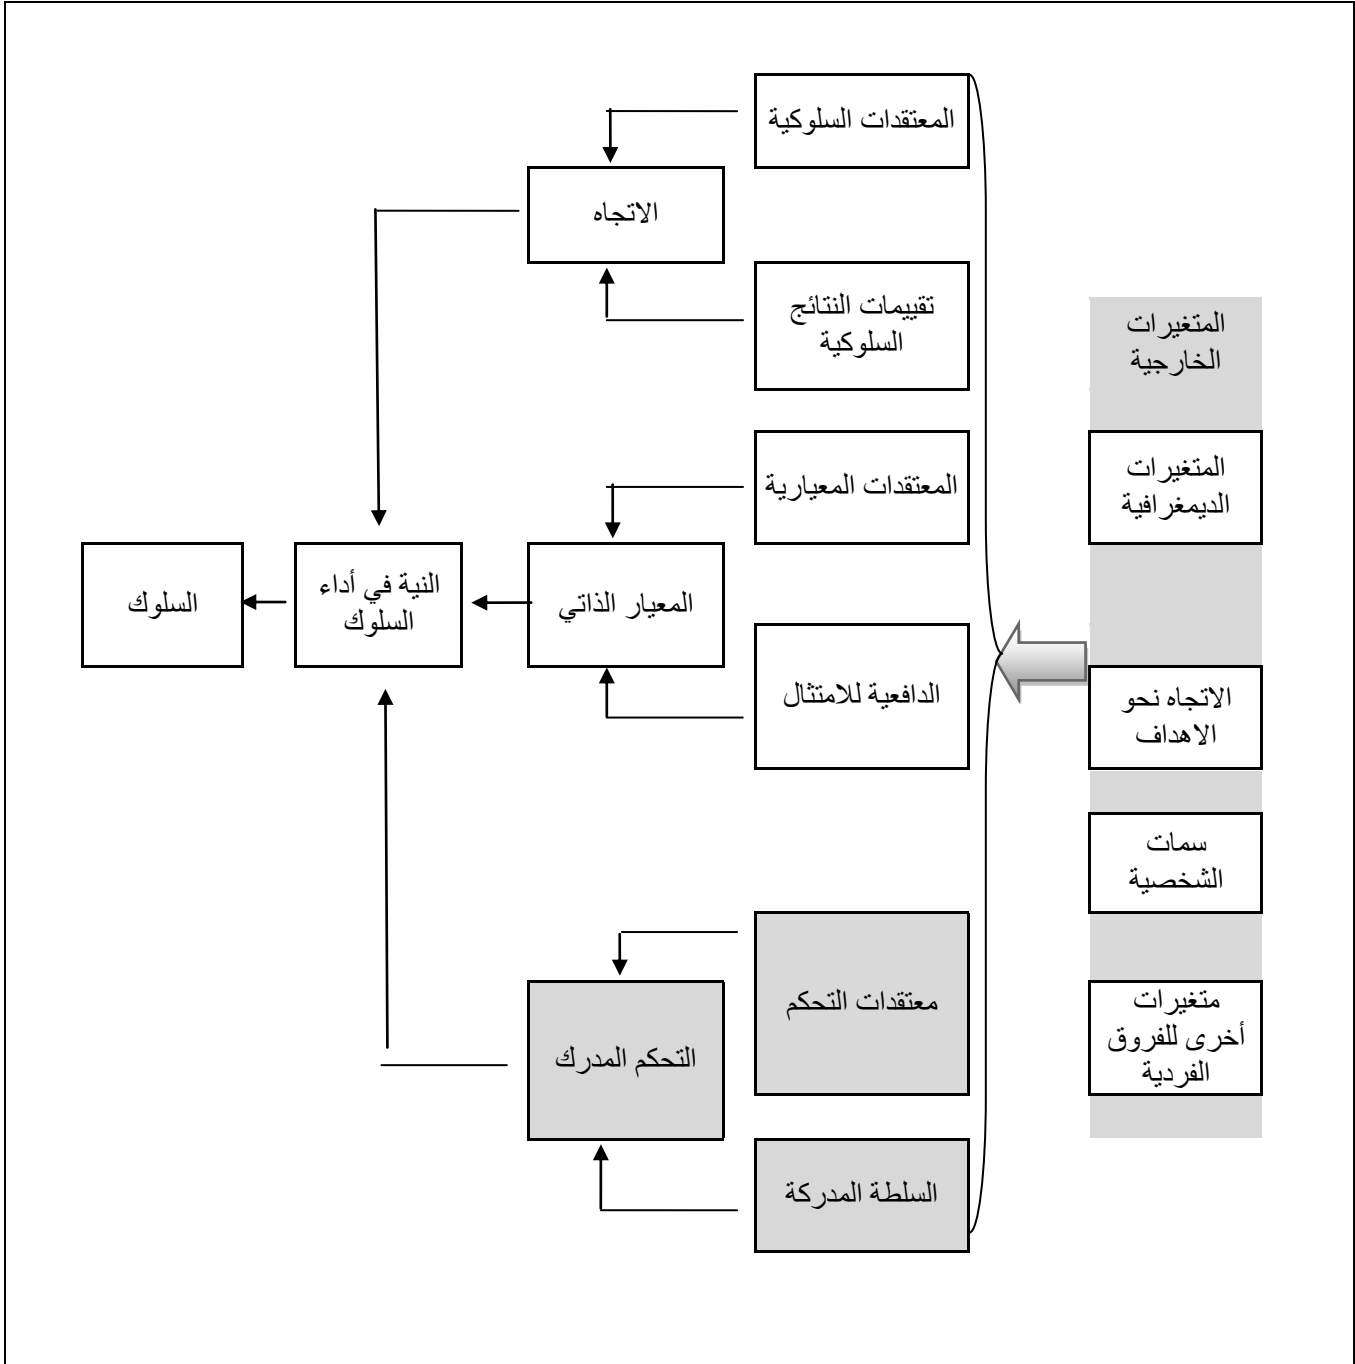 المتغيرات
الخارجية
المتغيرات
الديمغرافية
الاتجاه نحو
الاهداف
سمات
الشخصية
متغيرات
أخرى للفروق
الفردية
المعتقدات السلوكية
تقييمات النتائج
السلوكية
المعتقدات المعيارية
الدافعية للامتثال
معتقدات التحكم
السلطة المدركة
الاتجاه
المعيار الذاتي
التحكم المدرك
النية في أداء
السلوك
السلوك